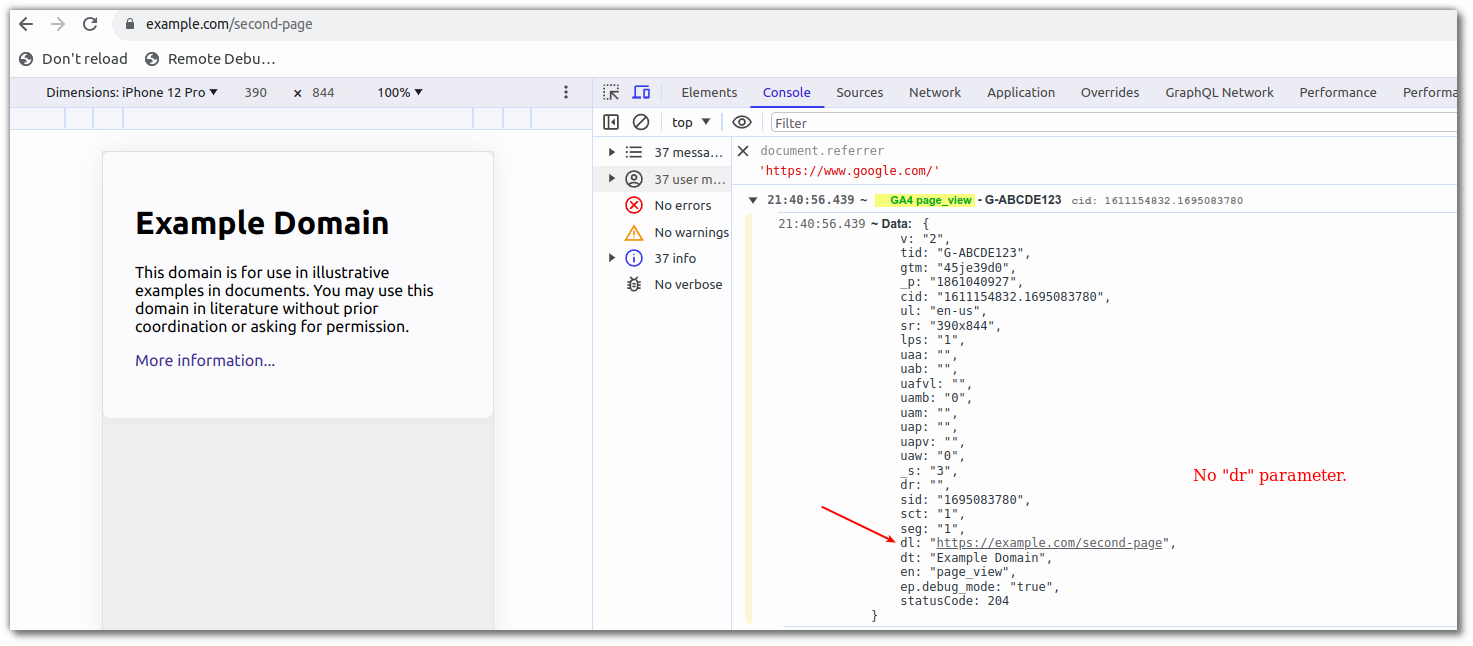 example.com/second-page
Don't reload Remote Debu...
Dimensions: iPhone 12 Pro ▼ 390 × 844 100% ▼
Elements Console Sources Network Application Overrides GraphQL Network Performance Performa
top ▼ Filter
37 messa...
37 user m...
No errors
No warnings
37 info
No verbose
Example Domain
This domain is for use in illustrative
examples in documents. You may use this
domain in literature without prior
coordination or asking for permission.
More information...
document.referrer
'https://www.google.com/'
21:40:56.439 ~ GA4 page_view - G-ABCDE123 cid: 1611154832.1695083780
21:40:56.439 ~ Data: {
v: "2",
tid: "G-ABCDE123",
gtm: "45je39d0",
_p: "1861040927",
cid: "1611154832.1695083780",
ul: "en-us",
sr: "390x844",
lps: "1",
uaa: "",
uab: "",
uafvl: "",
uamb: "0",
uam: "",
uap: "",
uapv: "",
uaw: "0",
_s: "3",
dr: "",
sid: "1695083780",
sct: "1",
seg: "1",
dl: "https://example.com/second-page",
dt: "Example Domain",
en: "page_view",
ep.debug_mode: "true",
statusCode: 204
}
No "dr" parameter.